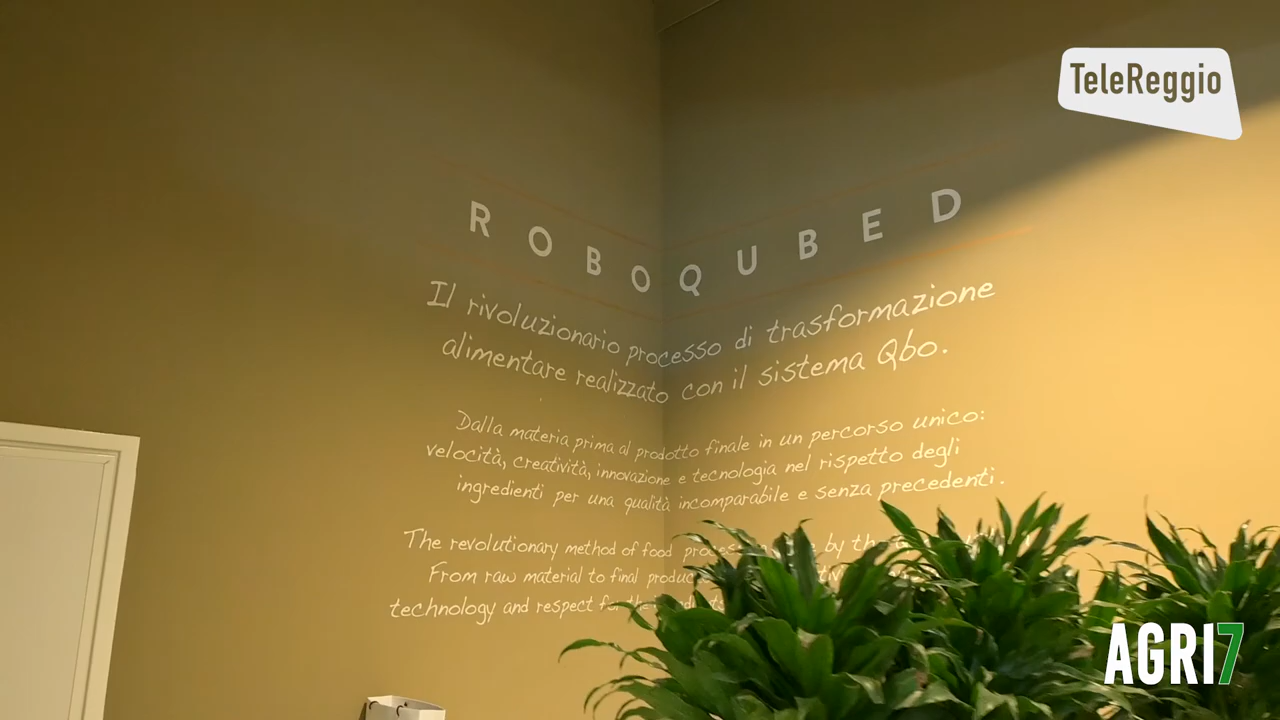 TeleReggio
ROBOQUBED
Il rivoluzionario processo di trasformazione
alimentare realizzato con il sistema Qbo.
Dalla materia prima al prodotto finale in un percorso unico:
velocità, creatività, innovazione e tecnologia nel rispetto degli
ingredienti per una qualità incomparabile e senza precedenti.
The revolutionary method of food by
From raw material to final
technology and respect
AGRI7